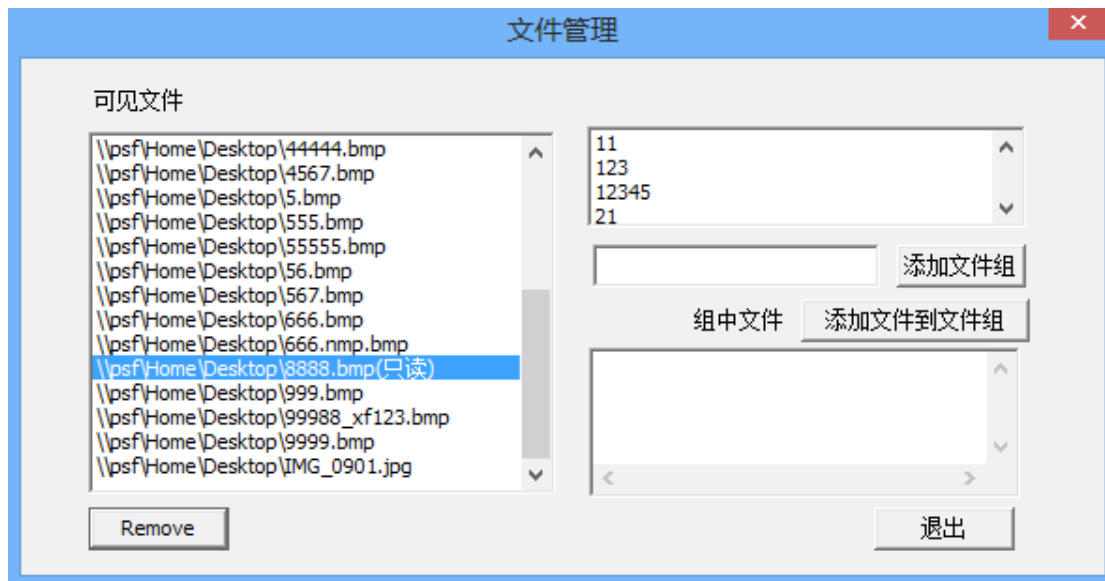 文件管理
可见文件
\\psf\Home\Desktop\44444.bmp
\\psf\Home\Desktop\4567.bmp
\\psf\Home\Desktop\5.bmp
\\psf\Home\Desktop\555.bmp
\\psf\Home\Desktop\55555.bmp
\\psf\Home\Desktop\56.bmp
\\psf\Home\Desktop\567.bmp
\\psf\Home\Desktop\666.bmp
\\psf\Home\Desktop\666.nmp.bmp
\\psf\Home\Desktop\8888.bmp(只读)
\\psf\Home\Desktop\999.bmp
\\psf\Home\Desktop\99988_xf123.bmp
\\psf\Home\Desktop\9999.bmp
\\psf\Home\Desktop\IMG_0901.jpg
Remove
11
123
12345
21
添加文件组
组中文件 添加文件到文件组
退出